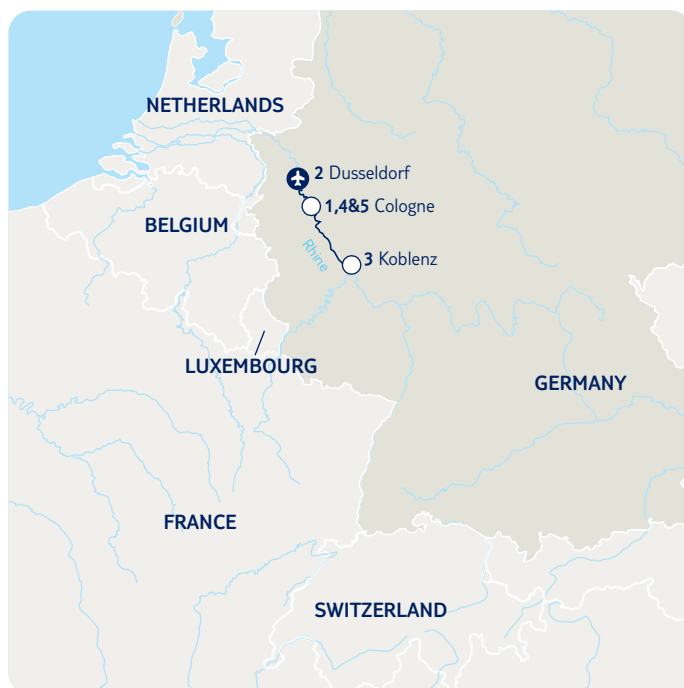 NETHERLANDS
2 Dusseldorf
1,4&5 Cologne
BELGIUM
Rhine
3 Koblenz
LUXEMBOURG
GERMANY
FRANCE
SWITZERLAND